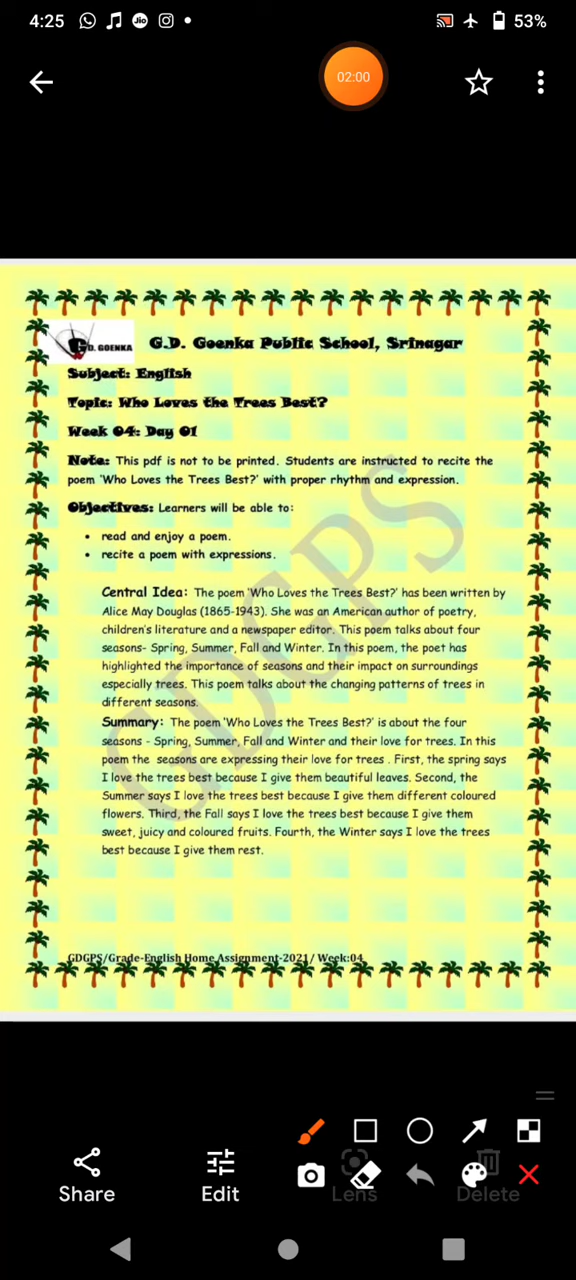 4:25
Jio
53%
02:00
D. GOENKA
G.D. Goenka Public School, Srinagar
Subject: English
Topic: Who Loves the Trees Best?
Week 04: Day 01
Note: This pdf is not to be printed. Students are instructed to recite the
poem 'Who Loves the Trees Best?' with proper rhythm and expression.
Objectives: Learners will be able to:
• read and enjoy a poem.
• recite a poem with expressions.
Central Idea: The poem 'Who Loves the Trees Best?' has been written by
Alice May Douglas (1865-1943). She was an American author of poetry,
children's literature and a newspaper editor. This poem talks about four
seasons- Spring, Summer, Fall and Winter. In this poem, the poet has
highlighted the importance of seasons and their impact on surroundings
especially trees. This poem talks about the changing patterns of trees in
different seasons.
Summary: The poem 'Who Loves the Trees Best?' is about the four
seasons - Spring, Summer, Fall and Winter and their love for trees. In this
poem the seasons are expressing their love for trees . First, the spring says
I love the trees best because I give them beautiful leaves. Second, the
Summer says I love the trees best because I give them different coloured
flowers. Third, the Fall says I love the trees best because I give them
sweet, juicy and coloured fruits. Fourth, the Winter says I love the trees
best because I give them rest.
GDGPS
GDGPS/Grade-English Home Assignment-2021/ Week:04
Share
Edit
Lens
Delete